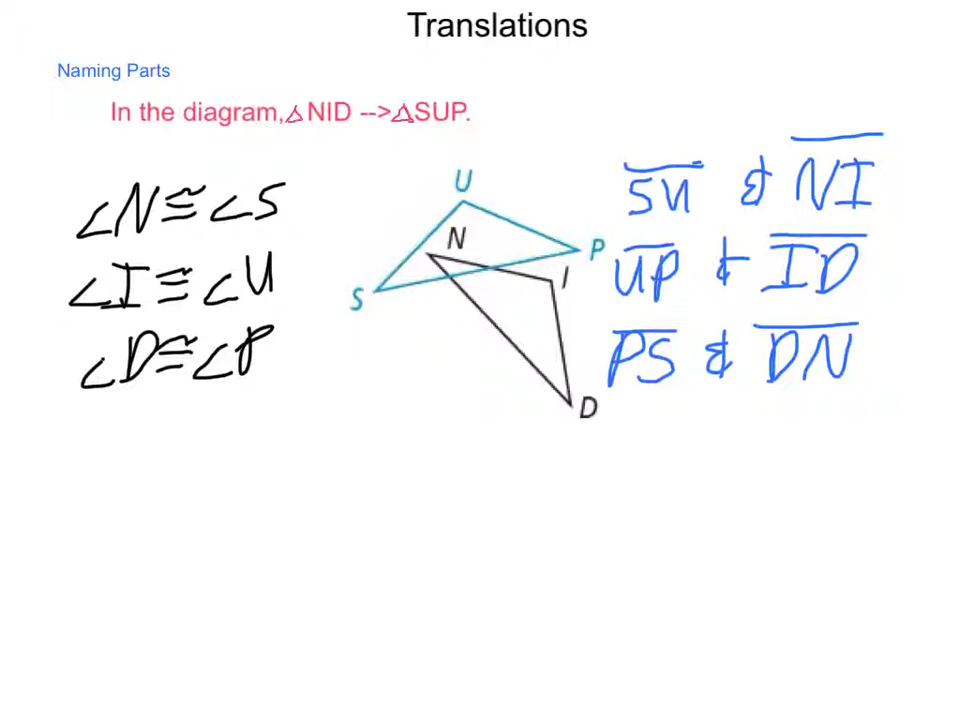 Translations
Naming Parts
In the diagram,△NID -->△SUP.
∠N≅∠S
∠I≅∠U
∠D≅∠P
U
N
P
S
I
D
SU & NI
UP & ID
PS & DN